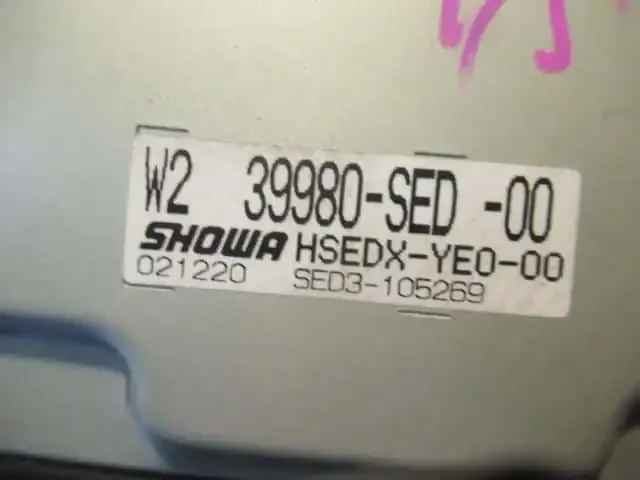 W2 39980-SED -00
SHOWA HSEDX-YE0-00
021220 SED3-105269